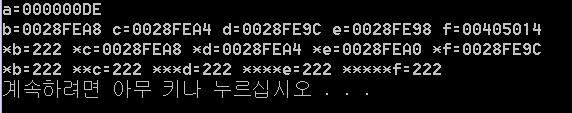 a=000000DE
b=0028FEA8 c=0028FEA4 d=0028FE9C e=0028FE98 f=00405014
*b=222 *c=0028FEA8 *d=0028FEA4 *e=0028FEA0 *f=0028FE9C
*b=222 **c=222 ***d=222 ****e=222 *****f=222
계속하려면 아무 키나 누르십시오 . . .